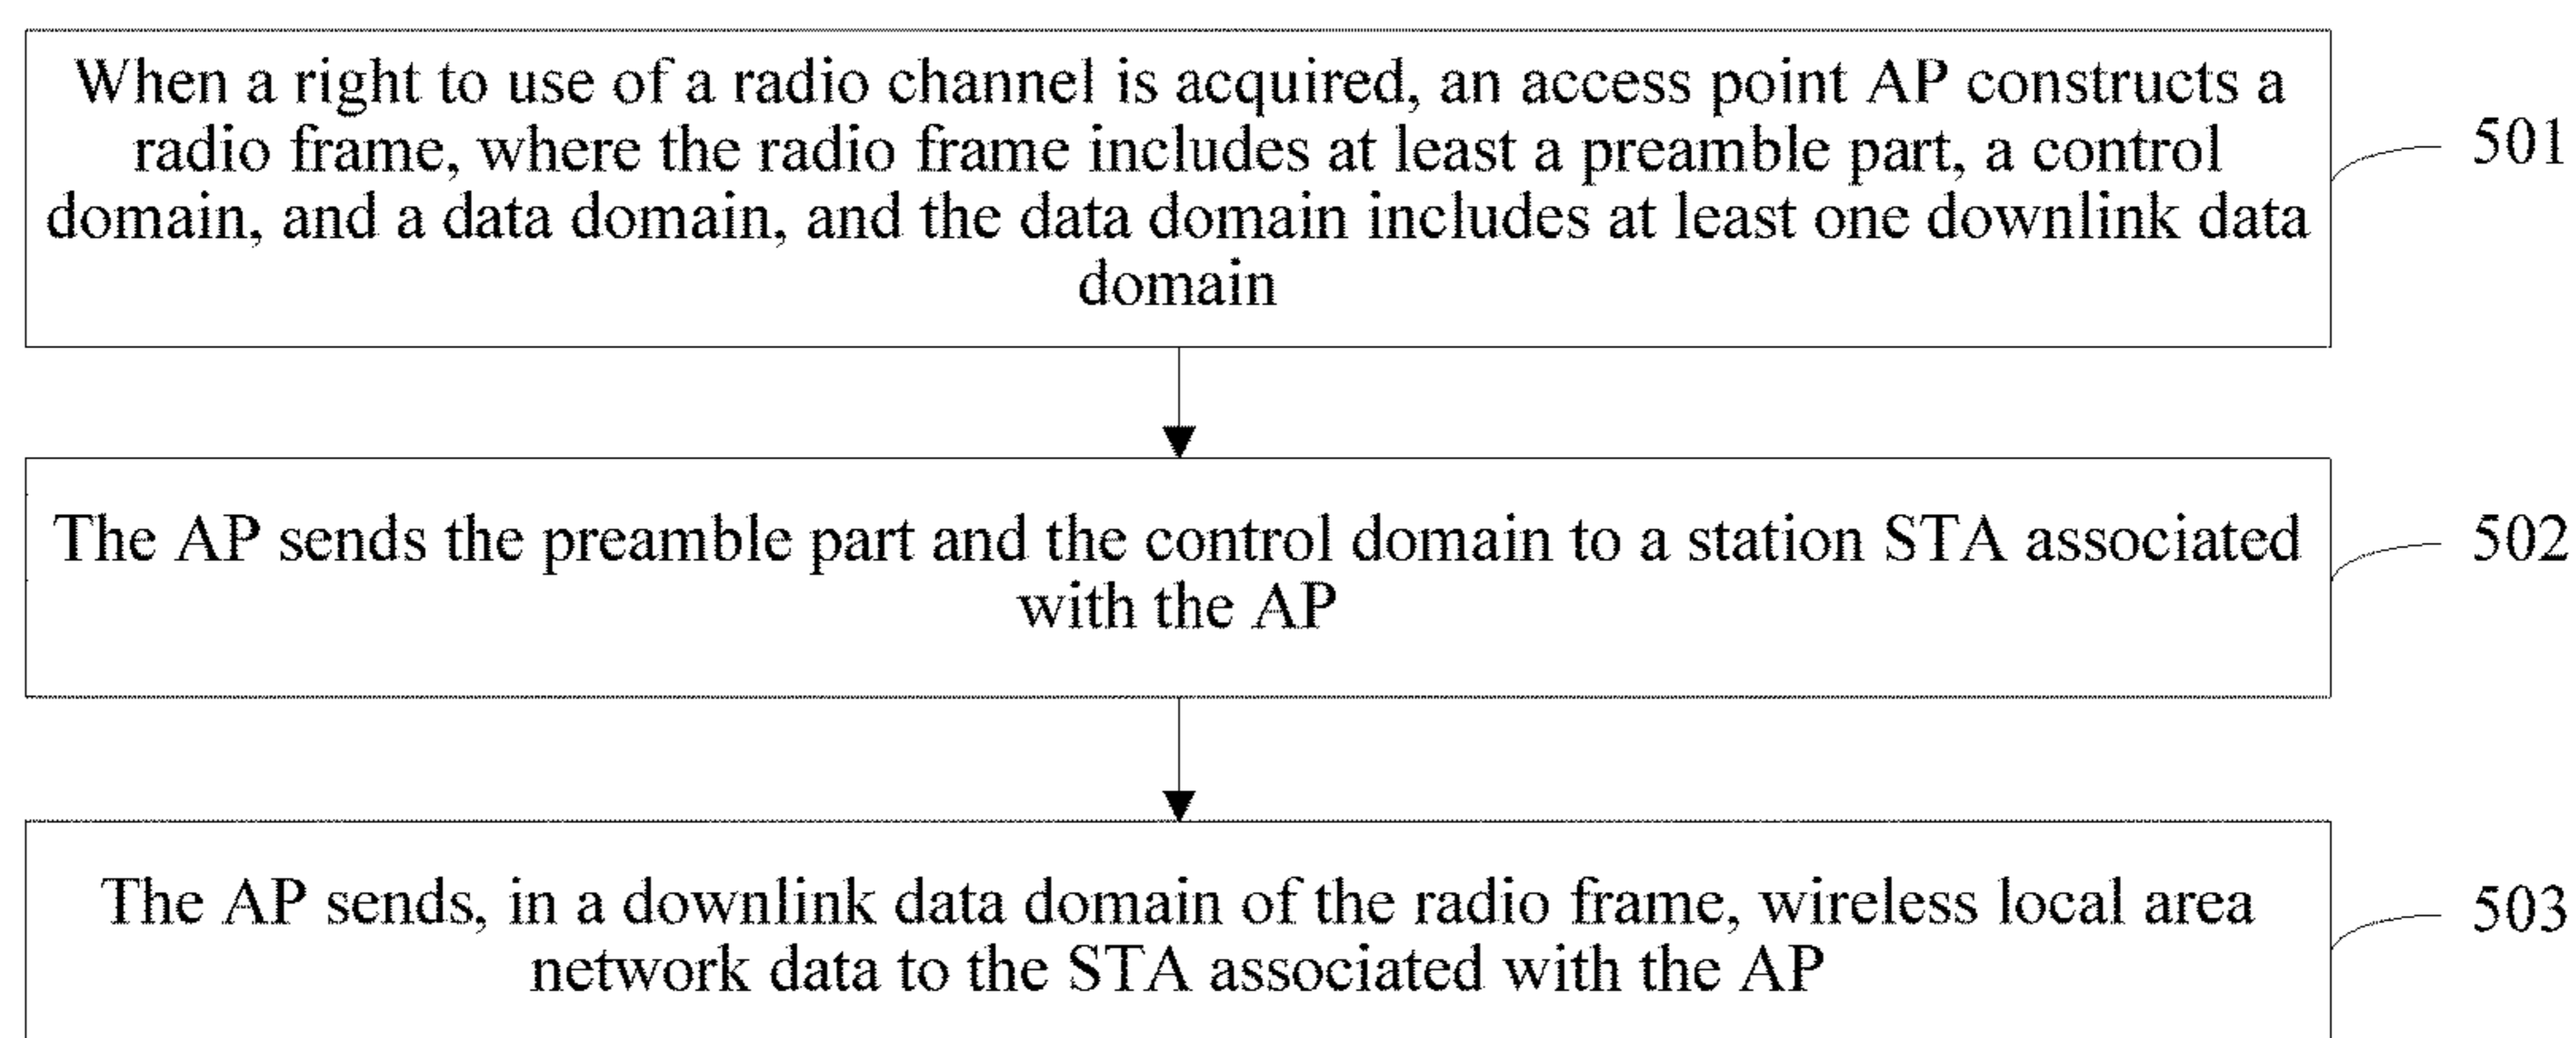 When a right to use of a radio channel is acquired, an access point AP constructs a
radio frame, where the radio frame includes at least a preamble part, a control
domain, and a data domain, and the data domain includes at least one downlink data
domain
501
The AP sends the preamble part and the control domain to a station STA associated
with the AP
502
The AP sends, in a downlink data domain of the radio frame, wireless local area
network data to the STA associated with the AP
503